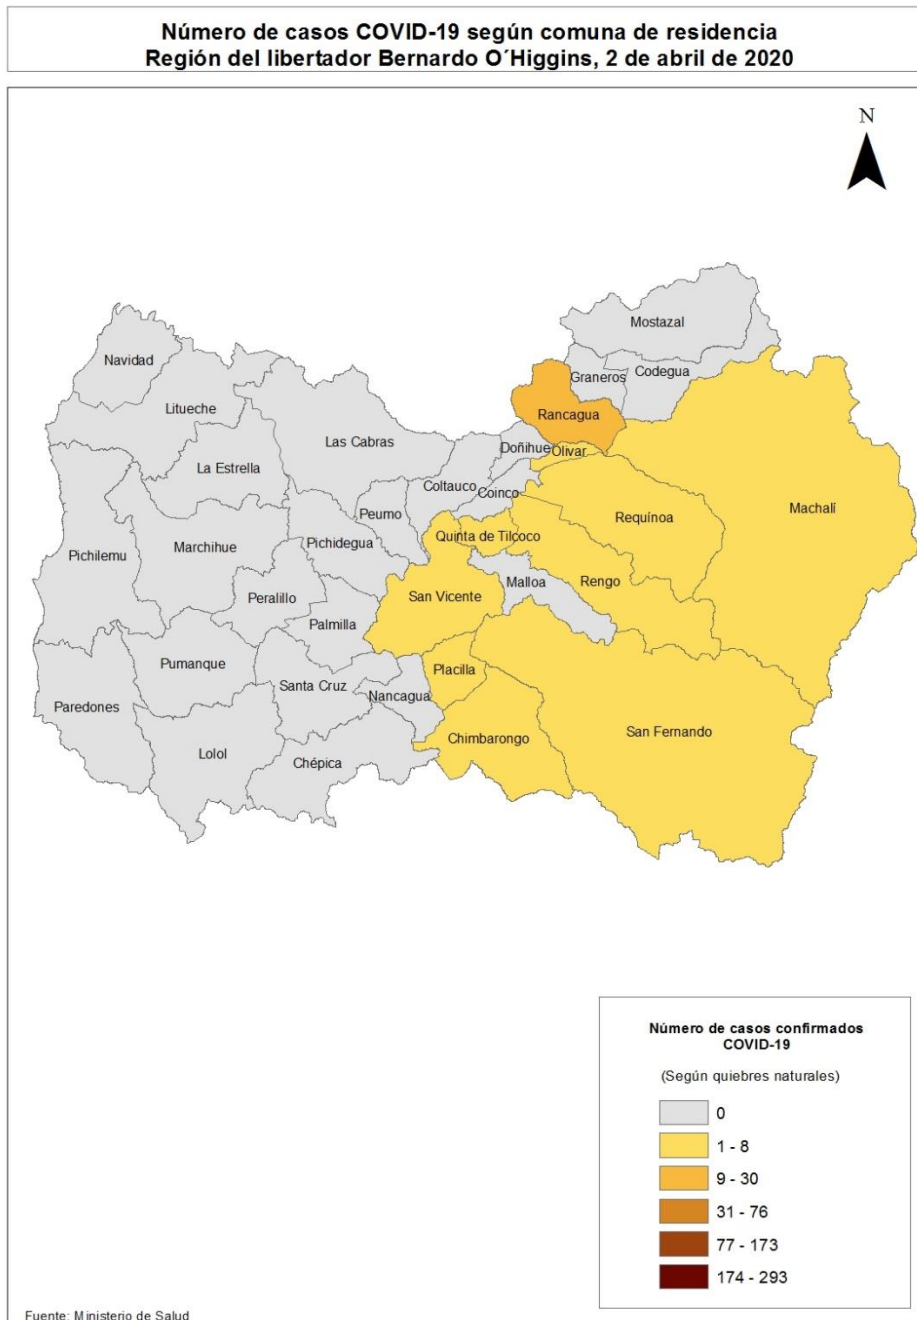 Número de casos COVID-19 según comuna de residencia
Región del libertador Bernardo O´Higgins, 2 de abril de 2020
N
Mostazal
Navidad
Graneros
Codegua
Litueche
Rancagua
Las Cabras
Doñihue
Olivar
La Estrella
Coltauco
Coinco
Machalí
Peumo
Requínoa
Quinta de Tilcoco
Pichidegua
Marchihue
Pichilemu
Malloa
Rengo
San Vicente
Peralillo
Palmilla
Pumanque
Placilla
Santa Cruz
Nancagua
Paredones
San Fernando
Chimbarongo
Lolol
Chépica
Número de casos confirmados
COVID-19
(Según quiebres naturales)
0
1 - 8
9 - 30
31 - 76
77 - 173
174 - 293
Fuente: Ministerio de Salud